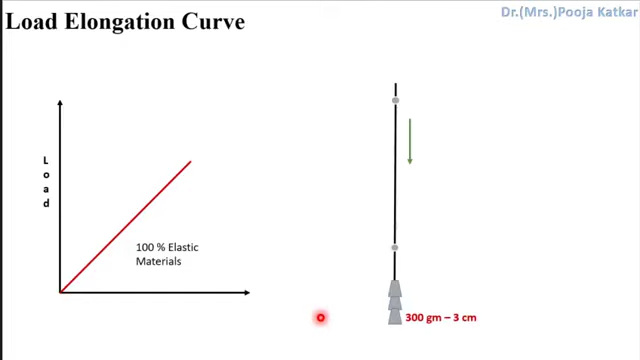 Dr.(Mrs.)Pooja Katkar
Load Elongation Curve
L
o
a
d
100 % Elastic
Materials
300 gm – 3 cm